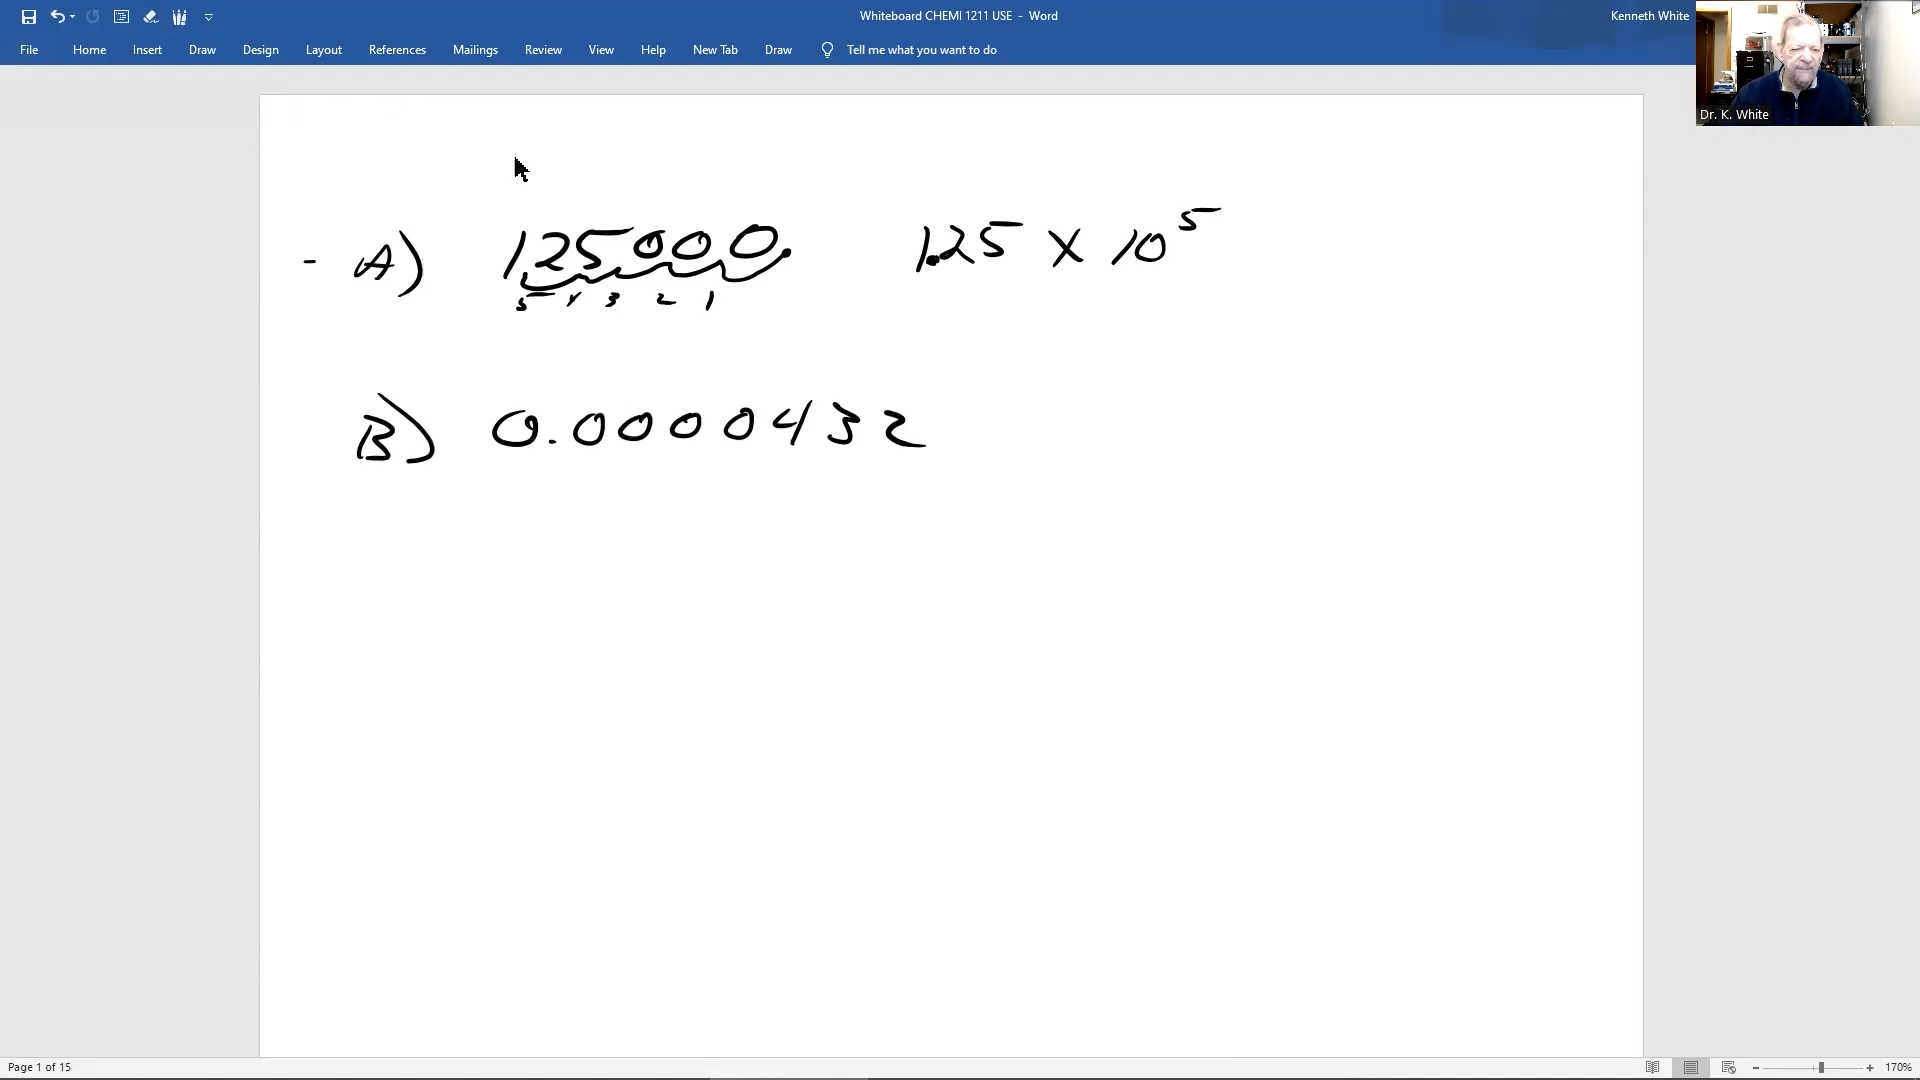 Whiteboard CHEMI 1211 USE - Word
Kenneth White
File Home Insert Draw Design Layout References Mailings Review View Help New Tab Draw Tell me what you want to do
Dr. K. White
- A) 125000. 1.25 X 10^5
5 4 3 2 1
B) 0.0000432
Page 1 of 15
170%